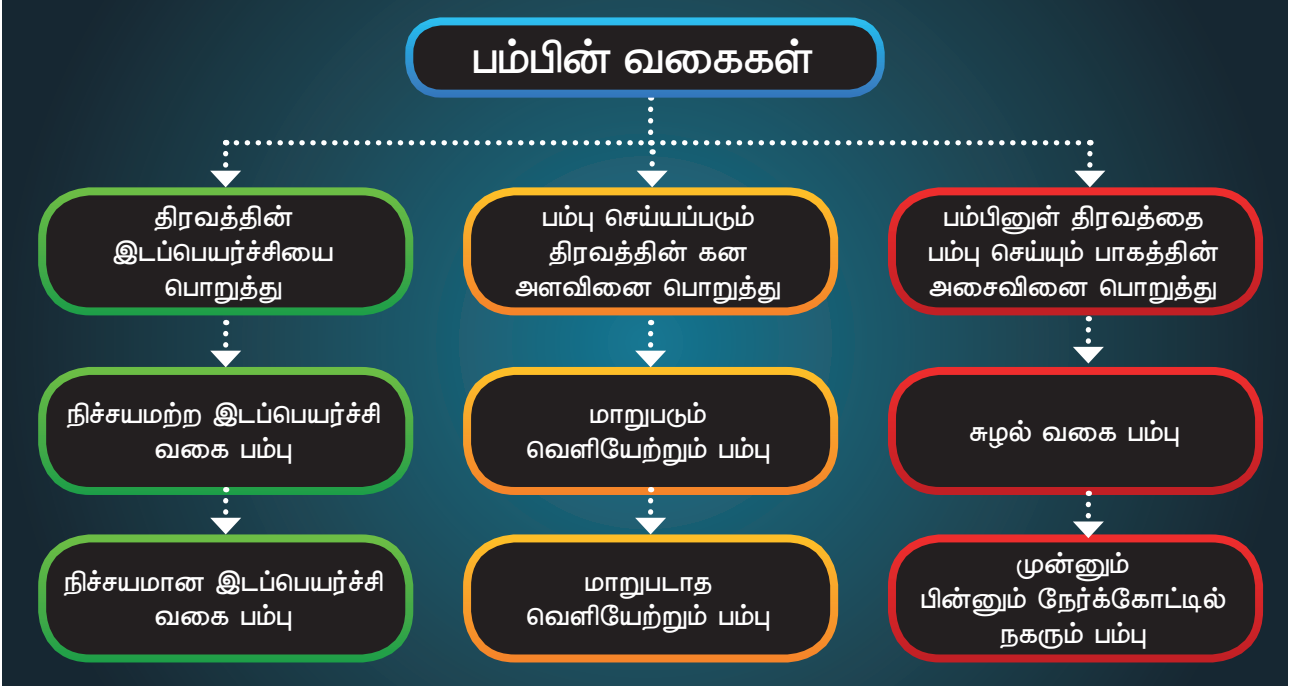 பம்பின் வகைகள்
திரவத்தின்
இடப்பெயர்ச்சியை
பொறுத்து
பம்பு செய்யப்படும்
திரவத்தின் கன
அளவினை பொறுத்து
பம்பினுள் திரவத்தை
பம்பு செய்யும் பாகத்தின்
அசைவினை பொறுத்து
நிச்சயமற்ற இடப்பெயர்ச்சி
வகை பம்பு
மாறுபடும்
வெளியேற்றும் பம்பு
சுழல் வகை பம்பு
நிச்சயமான இடப்பெயர்ச்சி
வகை பம்பு
மாறுபடாத
வெளியேற்றும் பம்பு
முன்னும்
பின்னும் நேர்க்கோட்டில்
நகரும் பம்பு